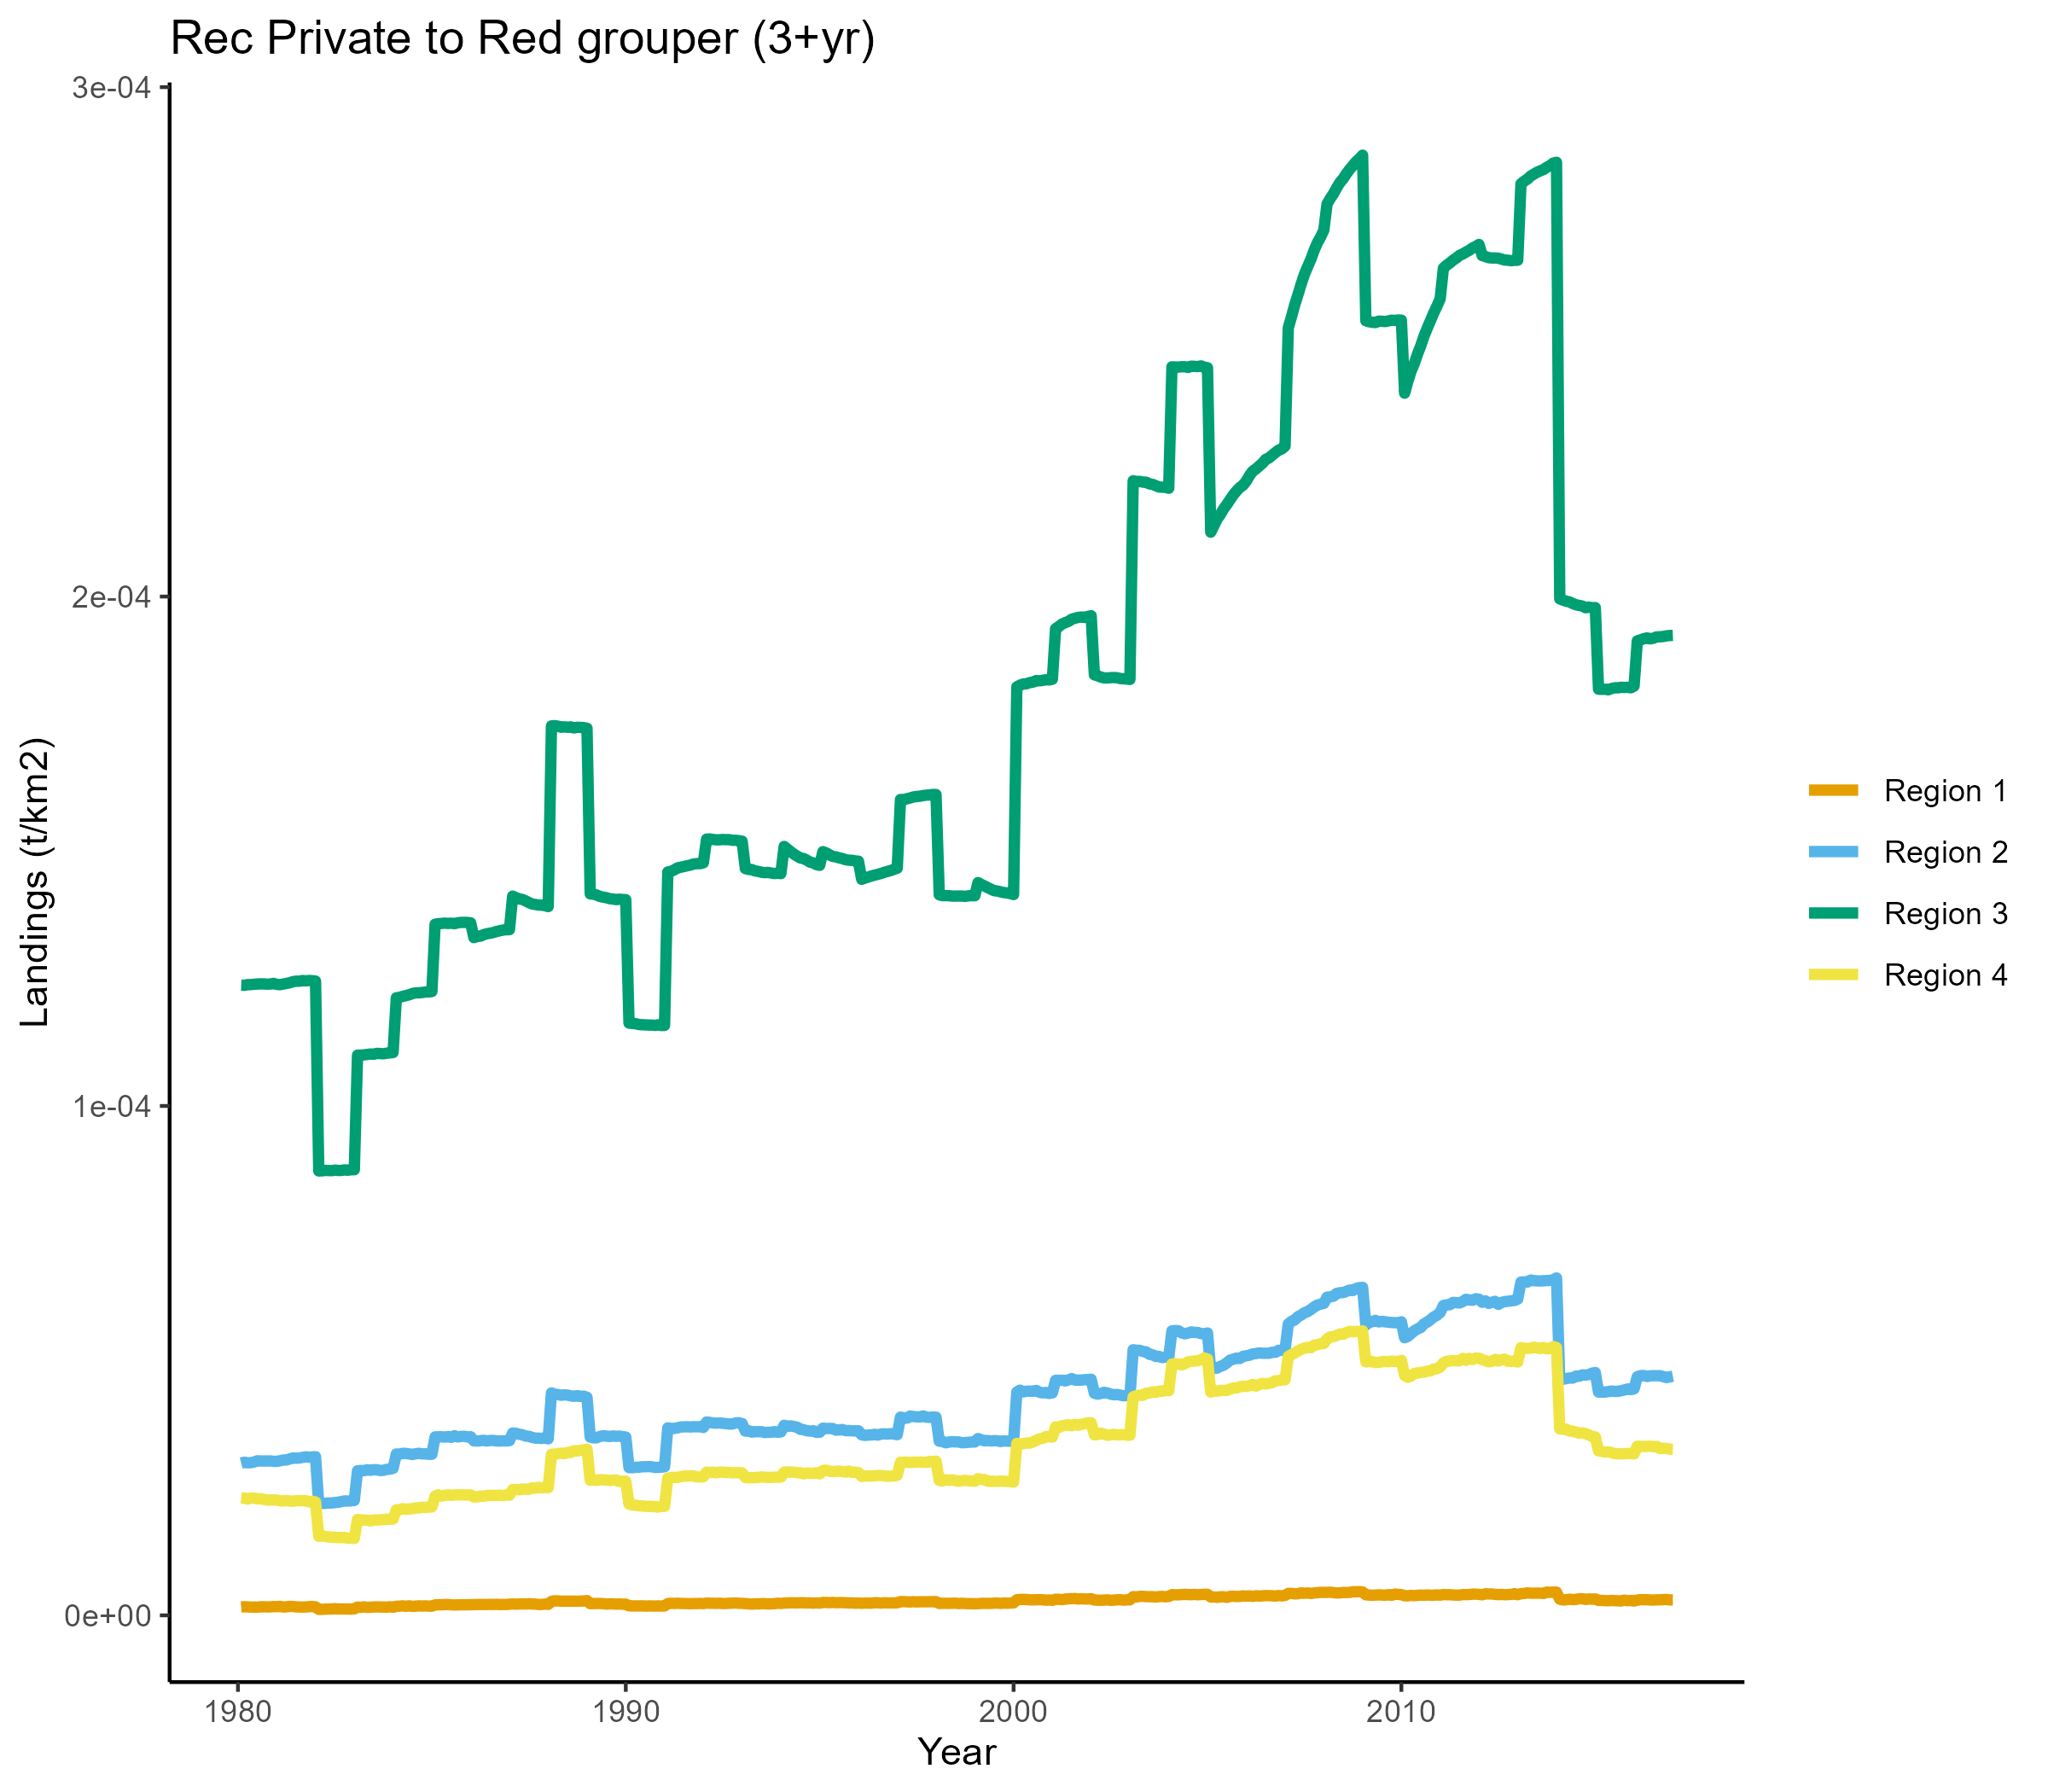 Rec Private to Red grouper (3+yr)
3e-04
2e-04
1e-04
0e+00
Landings (t/km2)
1980
1990
2000
2010
Year
Region 1
Region 2
Region 3
Region 4